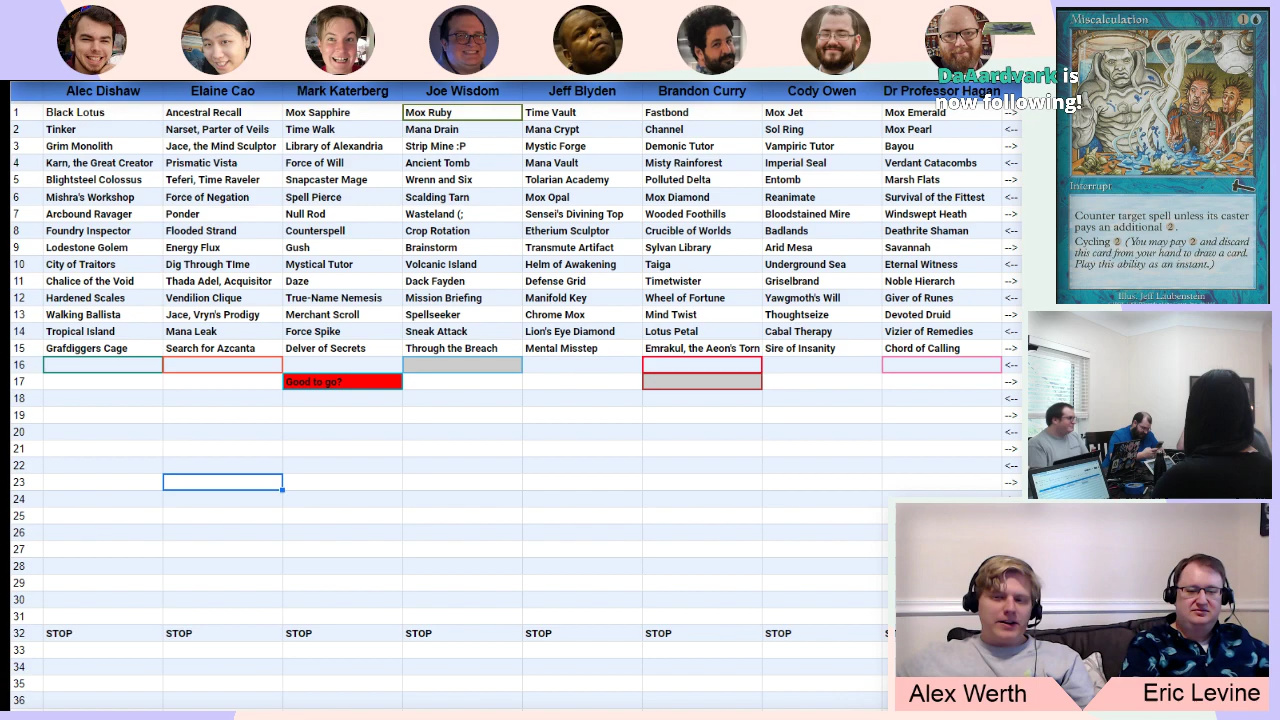 Alec Dishaw Elaine Cao Mark Katerberg Joe Wisdom Jeff Blyden Brandon Curry Cody Owen Dr Professor Hagan
1 Black Lotus Ancestral Recall Mox Sapphire Mox Ruby Time Vault Fastbond Mox Jet Mox Emerald -->
2 Tinker Narset, Parter of Veils Time Walk Mana Drain Mana Crypt Channel Sol Ring Mox Pearl <--
3 Grim Monolith Jace, the Mind Sculptor Library of Alexandria Strip Mine :P Mystic Forge Demonic Tutor Vampiric Tutor Bayou -->
4 Karn, the Great Creator Prismatic Vista Force of Will Ancient Tomb Mana Vault Misty Rainforest Imperial Seal Verdant Catacombs <--
5 Blightsteel Colossus Teferi, Time Raveler Snapcaster Mage Wrenn and Six Tolarian Academy Polluted Delta Entomb Marsh Flats -->
6 Mishra's Workshop Force of Negation Spell Pierce Scalding Tarn Mox Opal Mox Diamond Reanimate Survival of the Fittest <--
7 Arcbound Ravager Ponder Null Rod Wasteland (; Sensei's Divining Top Wooded Foothills Bloodstained Mire Windswept Heath -->
8 Foundry Inspector Flooded Strand Counterspell Crop Rotation Etherium Sculptor Crucible of Worlds Badlands Deathrite Shaman <--
9 Lodestone Golem Energy Flux Gush Brainstorm Transmute Artifact Sylvan Library Arid Mesa Savannah -->
10 City of Traitors Dig Through TIme Mystical Tutor Volcanic Island Helm of Awakening Taiga Underground Sea Eternal Witness <--
11 Chalice of the Void Thada Adel, Acquisitor Daze Dack Fayden Defense Grid Timetwister Griselbrand Noble Hierarch -->
12 Hardened Scales Vendilion Clique True-Name Nemesis Mission Briefing Manifold Key Wheel of Fortune Yawgmoth's Will Giver of Runes <--
13 Walking Ballista Jace, Vryn's Prodigy Merchant Scroll Spellseeker Chrome Mox Mind Twist Thoughtseize Devoted Druid -->
14 Tropical Island Mana Leak Force Spike Sneak Attack Lion's Eye Diamond Lotus Petal Cabal Therapy Vizier of Remedies <--
15 Grafdiggers Cage Search for Azcanta Delver of Secrets Through the Breach Mental Misstep Emrakul, the Aeon's Torn Sire of Insanity Chord of Calling -->
16 <--
17 Good to go? -->
18 <--
19 -->
20 <--
21 -->
22 <--
23 -->
24
25
26
27
28
29
30
31
32 STOP STOP STOP STOP STOP STOP STOP
33
34
35
36
DaAardvark is
now following!
Miscalculation 1
Interrupt
Counter target spell unless its caster
pays an additional 2.
Cycling 2 (You may pay 2 and discard
this card from your hand to draw a card.
Play this ability as an instant.)
Illus. Jeff Laubenstein
Alex Werth Eric Levine